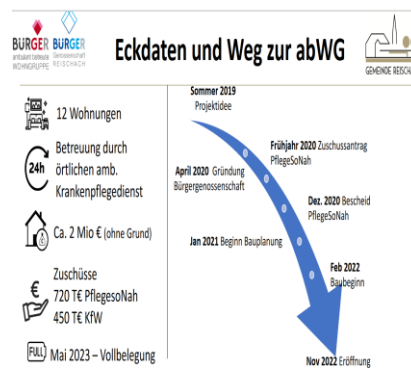 BÜRGER
ambulant betreute
WOHNGRUPPE
BÜRGER
Genossenschaft
REISCHACH
Eckdaten und Weg zur abWG
GEMEINDE REISCHACH
12 Wohnungen
24h
Betreuung durch
örtlichen amb.
Krankenpflegedienst
Ca. 2 Mio € (ohne Grund)
€
Zuschüsse
720 T€ PflegesoNah
450 T€ KfW
FULL
Mai 2023 – Vollbelegung
Sommer 2019
Projektidee
Frühjahr 2020 Zuschussantrag
PflegeSoNah
April 2020 Gründung
Bürgergenossenschaft
Dez. 2020 Bescheid
PflegeSoNah
Jan 2021 Beginn Bauplanung
Feb 2022
Baubeginn
Nov 2022 Eröffnung